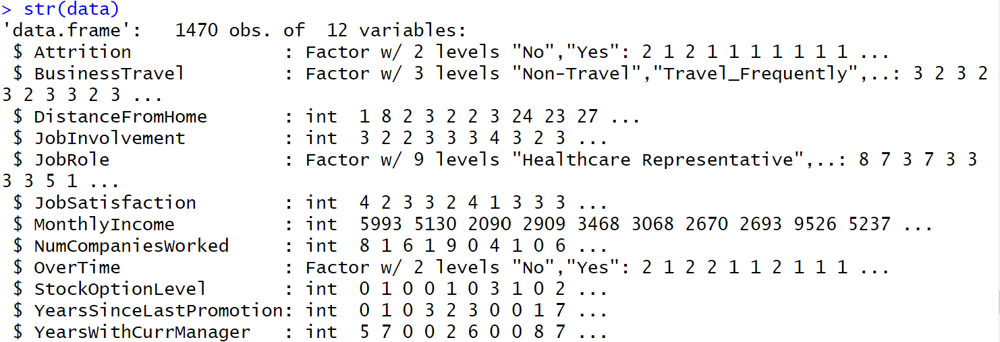 > str(data)
'data.frame':   1470 obs. of  12 variables:
 $ Attrition              : Factor w/ 2 levels "No","Yes": 2 1 2 1 1 1 1 1 1 1 ...
 $ BusinessTravel         : Factor w/ 3 levels "Non-Travel","Travel_Frequently",..: 3 2 3 2
3 2 3 3 2 3 ...
 $ DistanceFromHome       : int  1 8 2 3 2 2 3 24 23 27 ...
 $ JobInvolvement         : int  3 2 2 3 3 3 4 3 2 3 ...
 $ JobRole                : Factor w/ 9 levels "Healthcare Representative",..: 8 7 3 7 3 3
3 3 5 1 ...
 $ JobSatisfaction        : int  4 2 3 3 2 4 1 3 3 3 ...
 $ MonthlyIncome          : int  5993 5130 2090 2909 3468 3068 2670 2693 9526 5237 ...
 $ NumCompaniesWorked     : int  8 1 6 1 9 0 4 1 0 6 ...
 $ OverTime               : Factor w/ 2 levels "No","Yes": 2 1 2 2 1 1 2 1 1 1 ...
 $ StockOptionLevel       : int  0 1 0 0 1 0 3 1 0 2 ...
 $ YearsSinceLastPromotion: int  0 1 0 3 2 3 0 0 1 7 ...
 $ YearsWithCurrManager   : int  5 7 0 0 2 6 0 0 8 7 ...